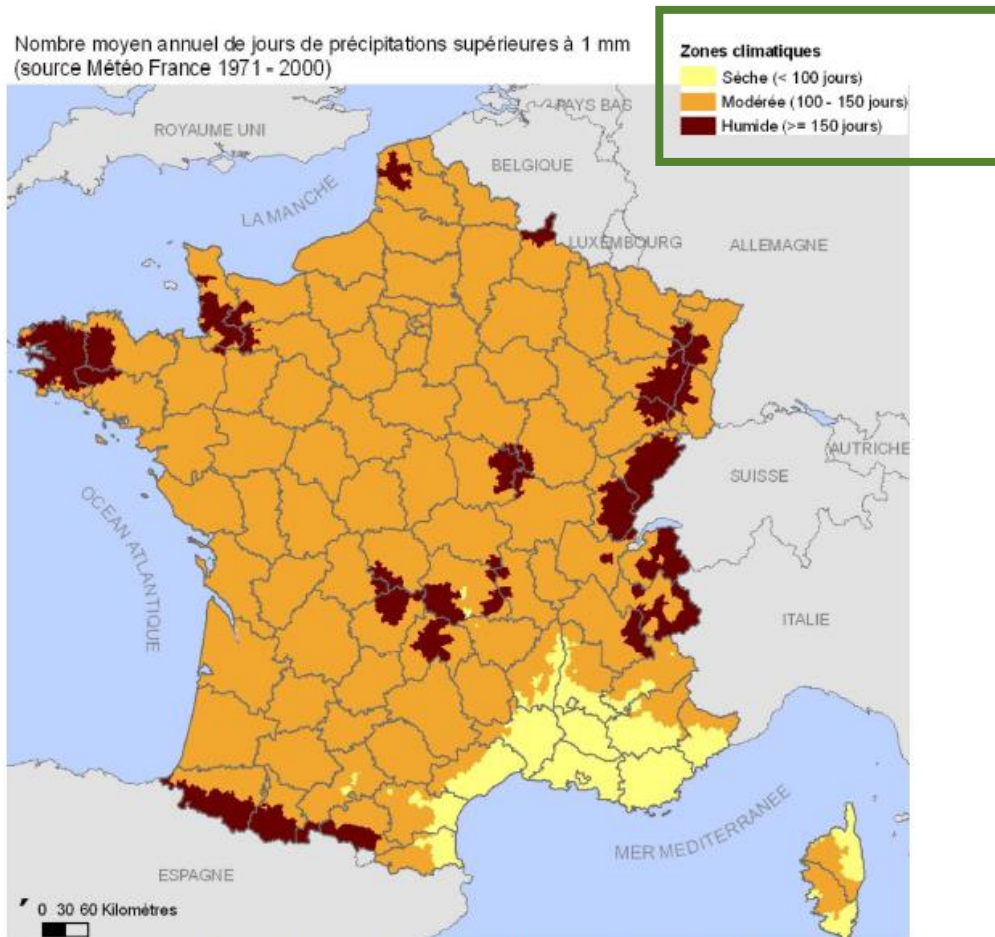 Nombre moyen annuel de jours de précipitations supérieures à 1 mm
(source Météo France 1971 - 2000)
Zones climatiques
Sèche (< 100 jours)
Modérée (100 - 150 jours)
Humide (>= 150 jours)
PAYS BAS
ROYAUME UNI
BELGIQUE
LA MANCHE
LUXEMBOURG
ALLEMAGNE
AUTRICHE
SUISSE
OCEAN ATLANTIQUE
ITALIE
MER MEDITERRANEE
ESPAGNE
0 30 60 Kilomètres